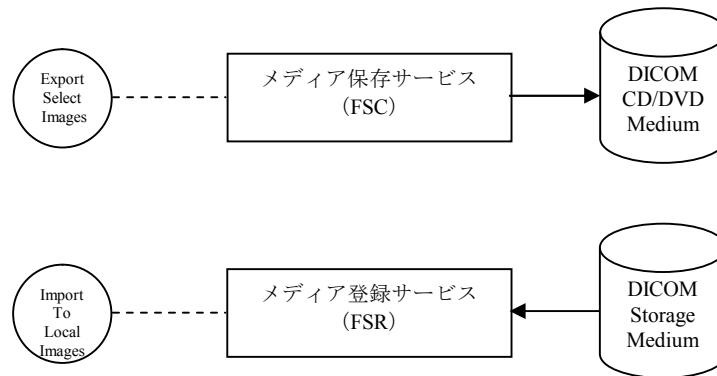 Export
Select
Images
メディア保存サービス
（FSC）
DICOM
CD/DVD
Medium
Import
To
Local
Images
メディア登録サービス
（FSR）
DICOM
Storage
Medium